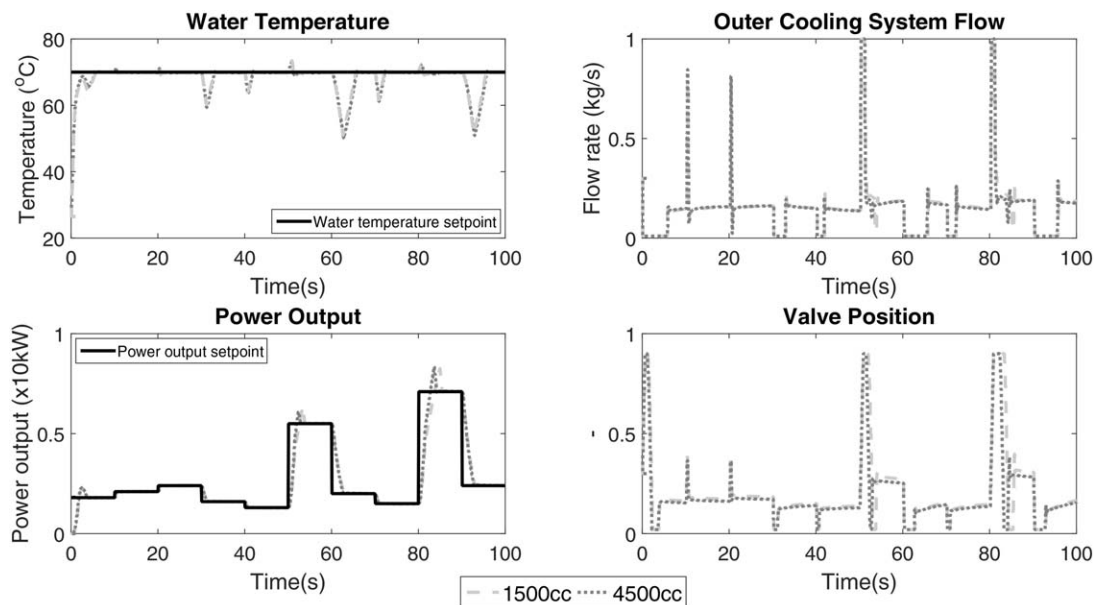 Water Temperature
Temperature (°C)
80
60
40
20
0 20 40 60 80 100
Time(s)
Water temperature setpoint
Outer Cooling System Flow
Flow rate (kg/s)
1
0.5
0
0 20 40 60 80 100
Time(s)
Power Output
Power output (x10kW)
1
0.5
0
0 20 40 60 80 100
Time(s)
Power output setpoint
Valve Position
-
1
0.5
0
0 20 40 60 80 100
Time(s)
1500cc 4500cc